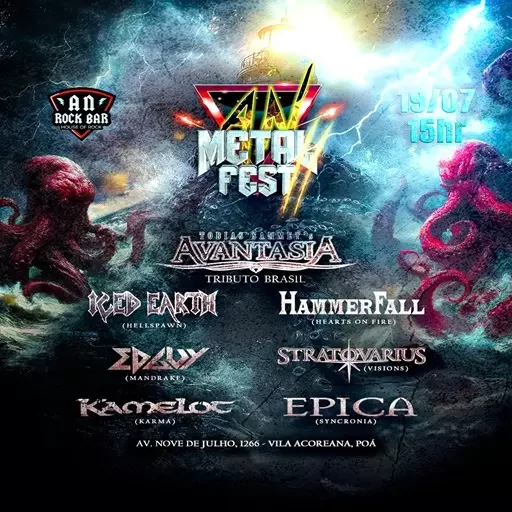 AN
ROCK BAR
HOUSE OF ROCK
AN
METAL
FEST
19/07
15hr
TOBIAS SAMMET's
AVANTASIA
TRIBUTO BRASIL
ICED EARTH
(HELLSPAWN)
HAMMERFALL
(HEARTS ON FIRE)
EDGUY
(MANDRAKE)
STRATOVARIUS
(VISIONS)
KAMELOT
(KARMA)
EPICA
(SYNCRONIA)
AV. NOVE DE JULHO, 1266 - VILA ACOREANA, POÁ